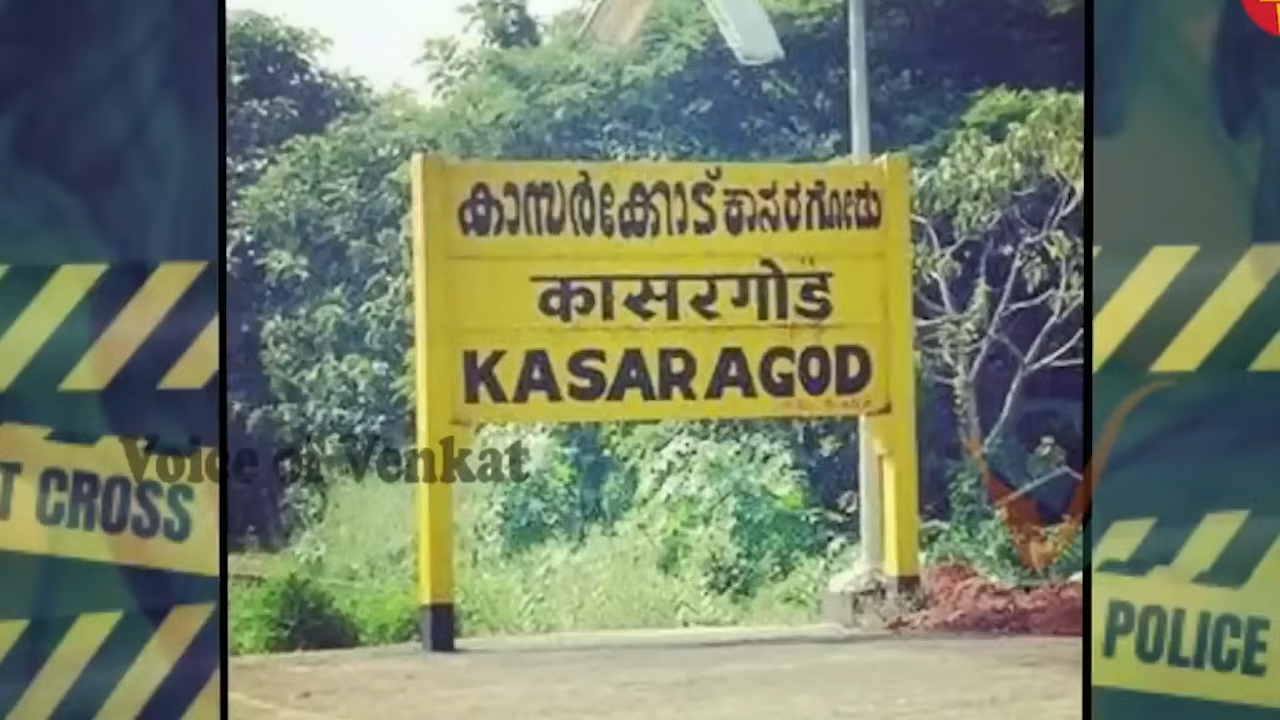 കാസർക്കോട് ಕಾಸರಗೋಡು
कासरगोड
KASARAGOD
Voice of Venkat
T CROSS
POLICE